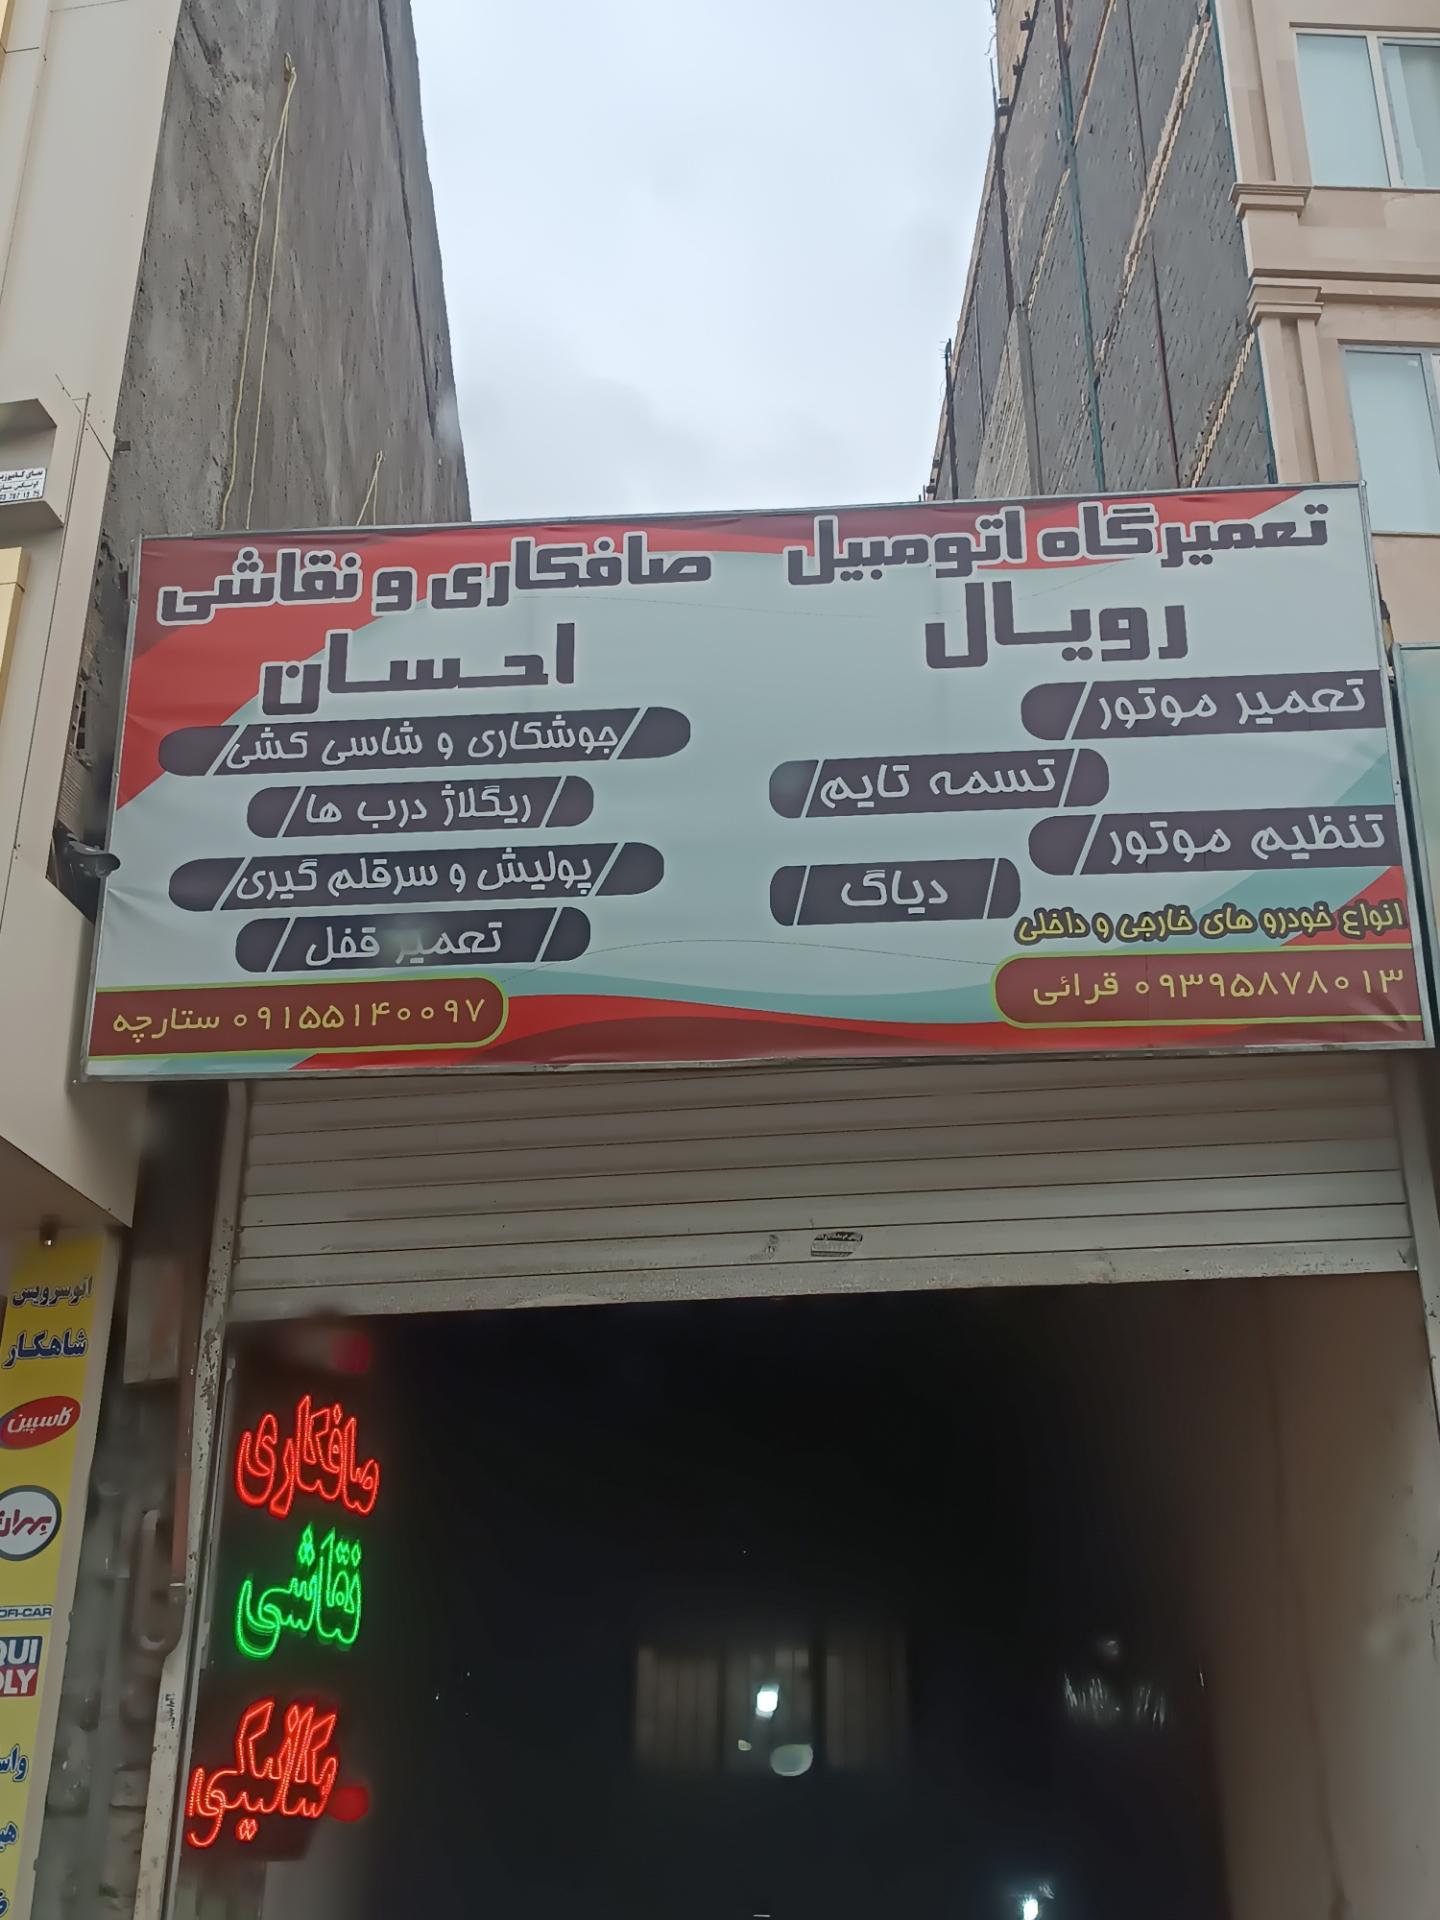 تعمیرگاه اتومبیل
رویال
تعمیر موتور
تسمه تایم
تنظیم موتور
دیاگ
انواع خودرو های خارجی و داخلی
۰۹۳۹۵۸۷۸۰۱۳ قرائی
صافکاری و نقاشی
احسان
جوشکاری و شاسی کشی
ریگلاژ درب ها
پولیش و سرقلم گیری
تعمیر قفل
۰۹۱۵۵۱۴۰۰۹۷ ستارچه
صافکاری
نقاشی
مکانیکی
اتوسرویس
شاهکار
کاسپین